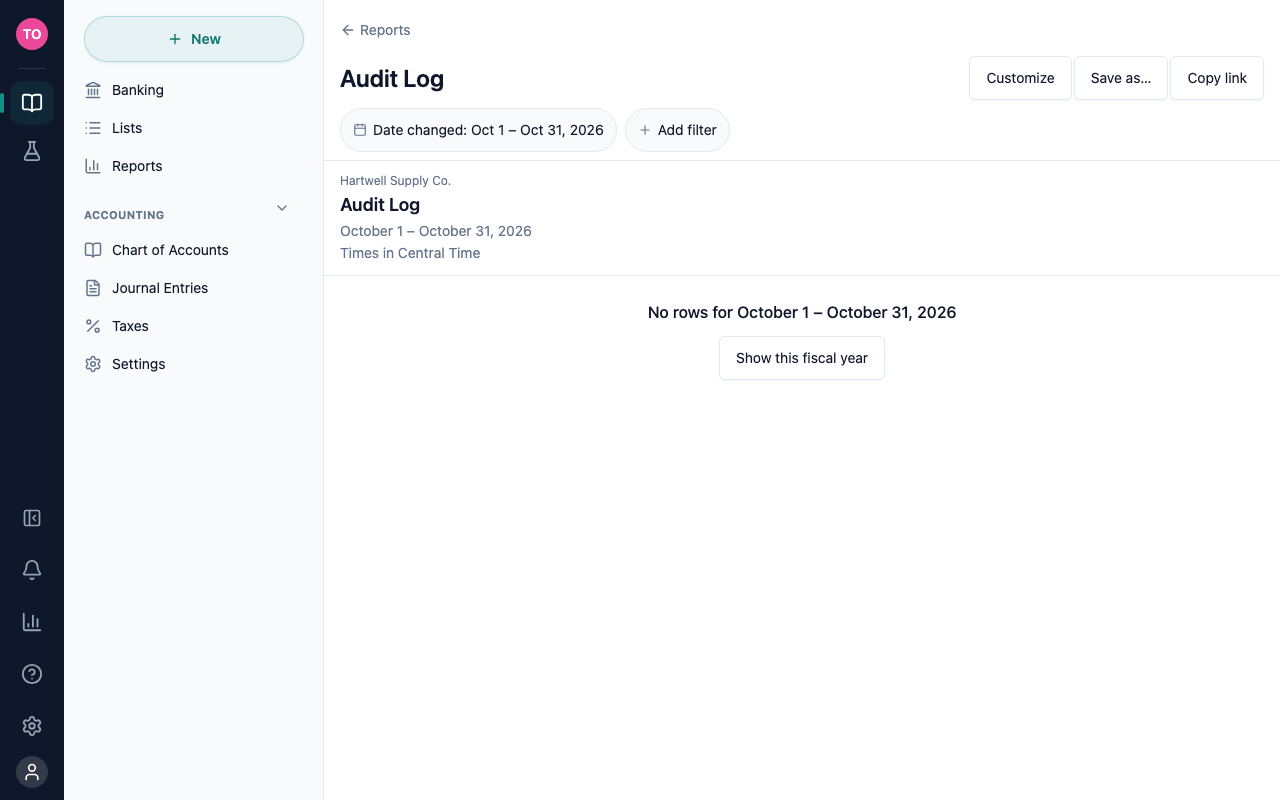 TO
New
Banking
Lists
Reports
ACCOUNTING
Chart of Accounts
Journal Entries
Taxes
Settings
Reports
Audit Log
Customize
Save as...
Copy link
Date changed: Oct 1 – Oct 31, 2026
Add filter
Hartwell Supply Co.
Audit Log
October 1 – October 31, 2026
Times in Central Time
No rows for October 1 – October 31, 2026
Show this fiscal year